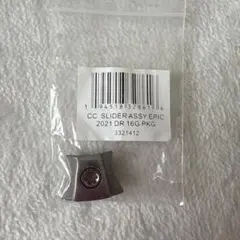 CC SLIDER ASSY EPIC
2021 DR 16G PKG
3321412